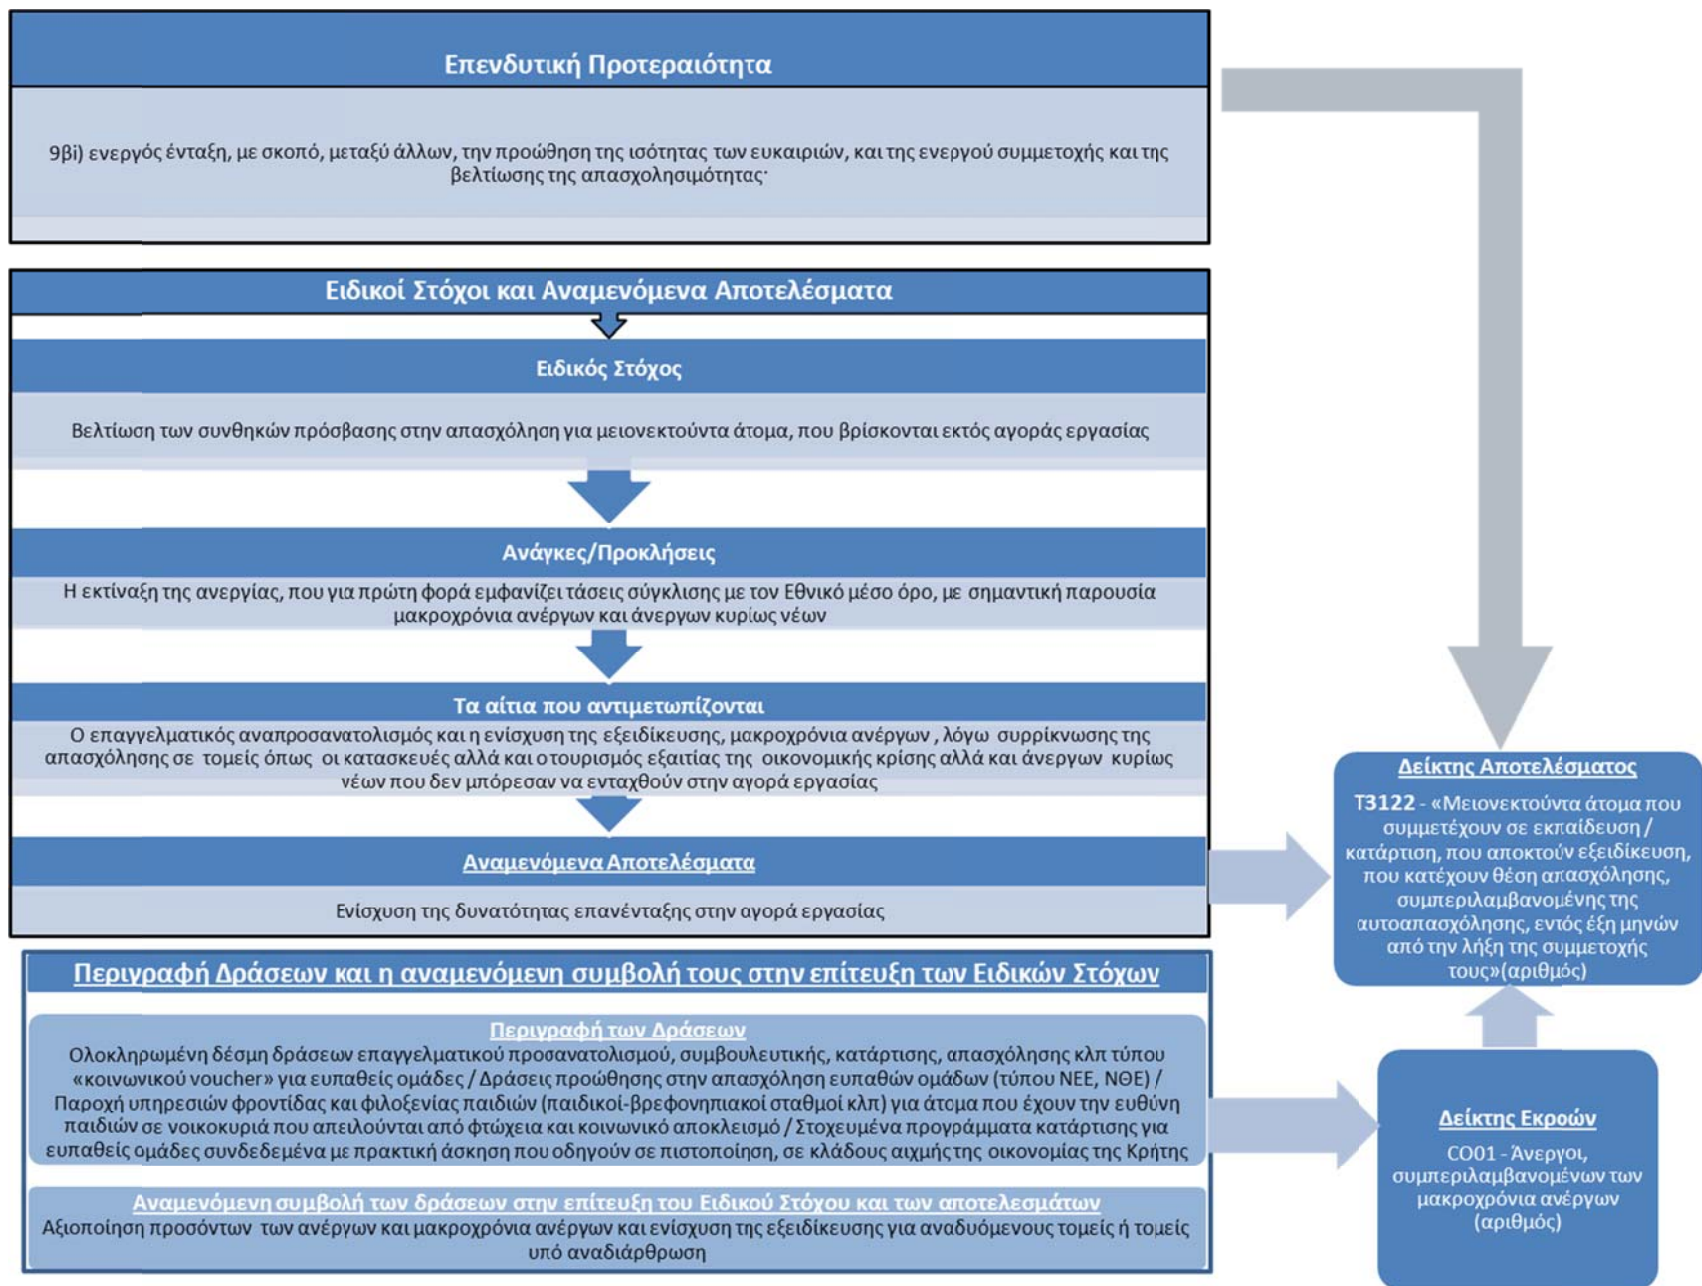 Επενδυτική Προτεραιότητα
9βi) ενεργός ένταξη, με σκοπό, μεταξύ άλλων, την προώθηση της ισότητας των ευκαιριών, και της ενεργού συμμετοχής και της
βελτίωσης της απασχολησιμότητας·
Ειδικοί Στόχοι και Αναμενόμενα Αποτελέσματα
Ειδικός Στόχος
Βελτίωση των συνθηκών πρόσβασης στην απασχόληση για μειονεκτούντα άτομα, που βρίσκονται εκτός αγοράς εργασίας
Ανάγκες/Προκλήσεις
Η εκτίναξη της ανεργίας, που για πρώτη φορά εμφανίζει τάσεις σύγκλισης με τον Εθνικό μέσο όρο, με σημαντική παρουσία
μακροχρόνια ανέργων και άνεργων κυρίως νέων
Τα αίτια που αντιμετωπίζονται
Ο επαγγελματικός αναπροσανατολισμός και η ενίσχυση της εξειδίκευσης, μακροχρόνια ανέργων , λόγω συρρίκνωσης της
απασχόλησης σε τομείς όπως οι κατασκευές αλλά και ο τουρισμός εξαιτίας της οικονομικής κρίσης αλλά και άνεργων κυρίως
νέων που δεν μπόρεσαν να ενταχθούν στην αγορά εργασίας
Αναμενόμενα Αποτελέσματα
Ενίσχυση της δυνατότητας επανένταξης στην αγορά εργασίας
Περιγραφή Δράσεων και η αναμενόμενη συμβολή τους στην επίτευξη των Ειδικών Στόχων
Περιγραφή των Δράσεων
Ολοκληρωμένη δέσμη δράσεων επαγγελματικού προσανατολισμού, συμβουλευτικής, κατάρτισης, απασχόλησης κλπ τύπου
«κοινωνικού voucher» για ευπαθείς ομάδες / Δράσεις προώθησης στην απασχόληση ευπαθών ομάδων (τύπου ΝΕΕ, ΝΘΕ) /
Παροχή υπηρεσιών φροντίδας και φιλοξενίας παιδιών (παιδικοί-βρεφονηπιακοί σταθμοί κλπ) για άτομα που έχουν την ευθύνη
παιδιών σε νοικοκυριά που απειλούνται από φτώχεια και κοινωνικό αποκλεισμό / Στοχευμένα προγράμματα κατάρτισης για
ευπαθείς ομάδες συνδεδεμένα με πρακτική άσκηση που οδηγούν σε πιστοποίηση, σε κλάδους αιχμής της οικονομίας της Κρήτης
Αναμενόμενη συμβολή των δράσεων στην επίτευξη του Ειδικού Στόχου και των αποτελεσμάτων
Αξιοποίηση προσόντων των ανέργων και μακροχρόνια ανέργων και ενίσχυση της εξειδίκευσης για αναδυόμενους τομείς ή τομείς
υπό αναδιάρθρωση
Δείκτης Αποτελέσματος
Τ3122 - «Μειονεκτούντα άτομα που
συμμετέχουν σε εκπαίδευση /
κατάρτιση, που αποκτούν εξειδίκευση,
που κατέχουν θέση απασχόλησης,
συμπεριλαμβανομένης της
αυτοαπασχόλησης, εντός έξη μηνών
από την λήξη της συμμετοχής
τους»(αριθμός)
Δείκτης Εκροών
CO01 - Άνεργοι,
συμπεριλαμβανομένων των
μακροχρόνια ανέργων
(αριθμός)